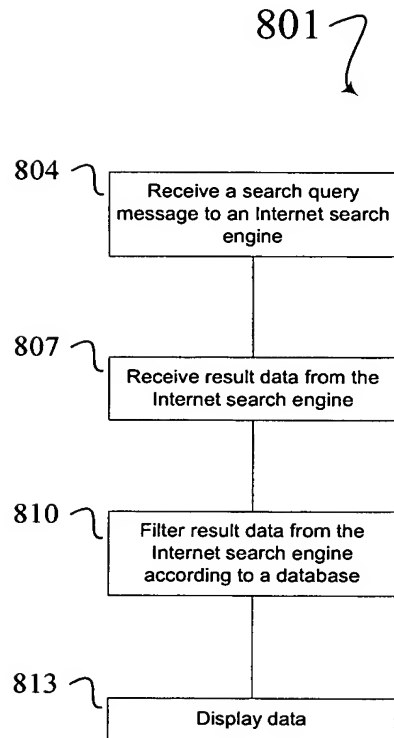 801
804
Receive a search query
message to an Internet search
engine
807
Receive result data from the
Internet search engine
810
Filter result data from the
Internet search engine
according to a database
813
Display data